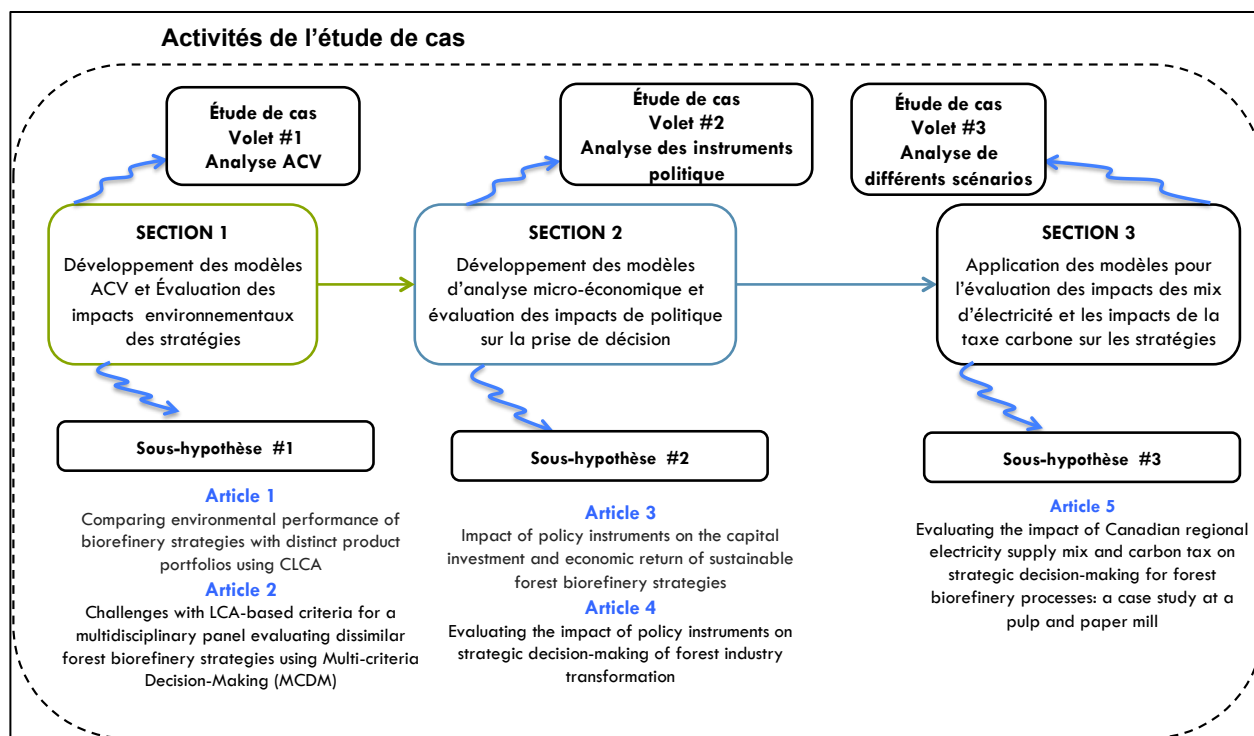 Activités de l'étude de cas
Étude de cas
Volet #1
Analyse ACV
Étude de cas
Volet #2
Analyse des instruments
politique
Étude de cas
Volet #3
Analyse de
différents scénarios
SECTION 1
Développement des modèles
ACV et Évaluation des
impacts environnementaux
des stratégies
SECTION 2
Développement des modèles
d'analyse micro-économique et
évaluation des impacts de politique
sur la prise de décision
SECTION 3
Application des modèles pour
l'évaluation des impacts des mix
d'électricité et les impacts de la
taxe carbone sur les stratégies
Sous-hypothèse #1
Sous-hypothèse #2
Sous-hypothèse #3
Article 1
Comparing environmental performance of
biorefinery strategies with distinct product
portfolios using CLCA
Article 2
Challenges with LCA-based criteria for a
multidisciplinary panel evaluating dissimilar
forest biorefinery strategies using Multi-criteria
Decision-Making (MCDM)
Article 3
Impact of policy instruments on the capital
investment and economic return of sustainable
forest biorefinery strategies
Article 4
Evaluating the impact of policy instruments on
strategic decision-making of forest industry
transformation
Article 5
Evaluating the impact of Canadian regional
electricity supply mix and carbon tax on
strategic decision-making for forest
biorefinery processes: a case study at a
pulp and paper mill